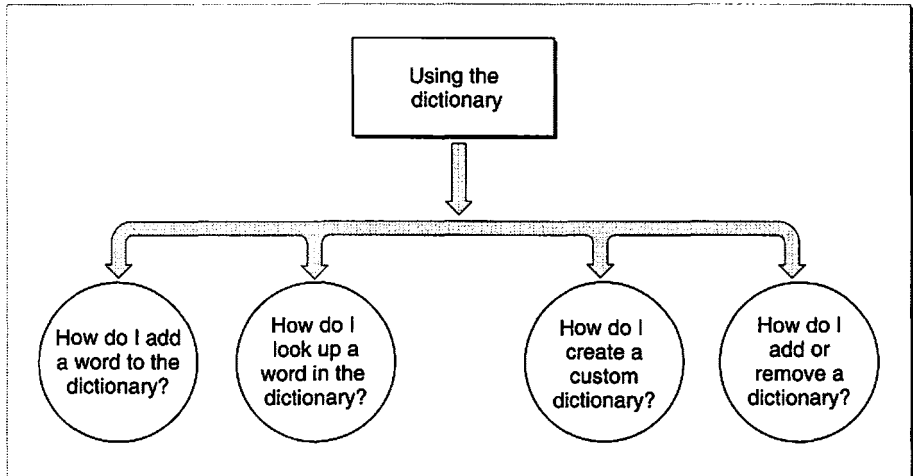 Using the
dictionary
How do I add
a word to the
dictionary?
How do I
look up a
word in the
dictionary?
How do I
create a
custom
dictionary?
How do I
add or
remove a
dictionary?